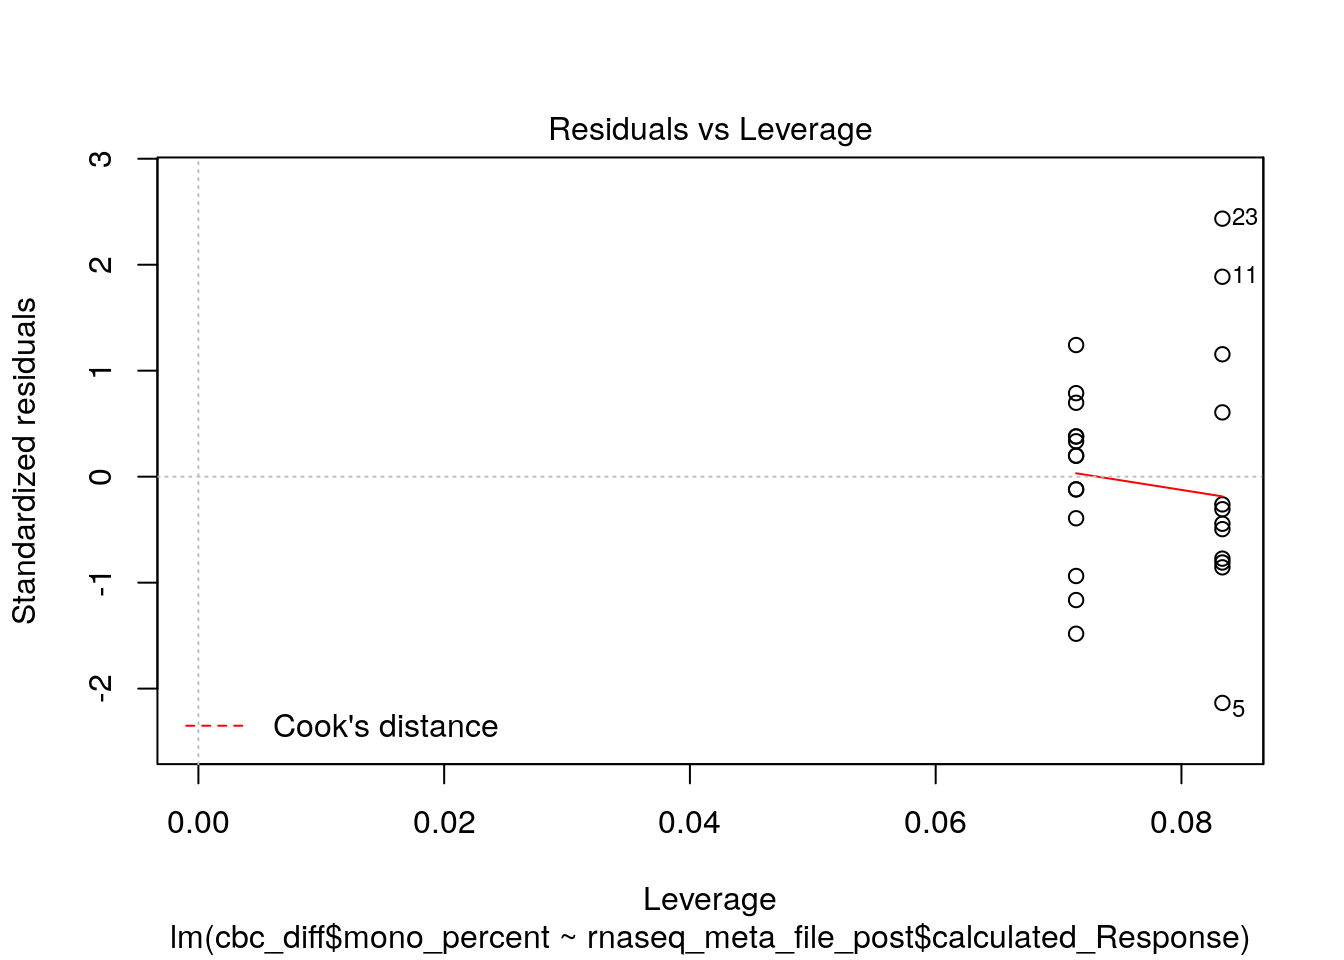 Residuals vs Leverage
3
2
1
0
-1
-2
Standardized residuals
23
11
5
Cook's distance
0.00 0.02 0.04 0.06 0.08
Leverage
lm(cbc_diff$mono_percent ~ rnaseq_meta_file_post$calculated_Response)